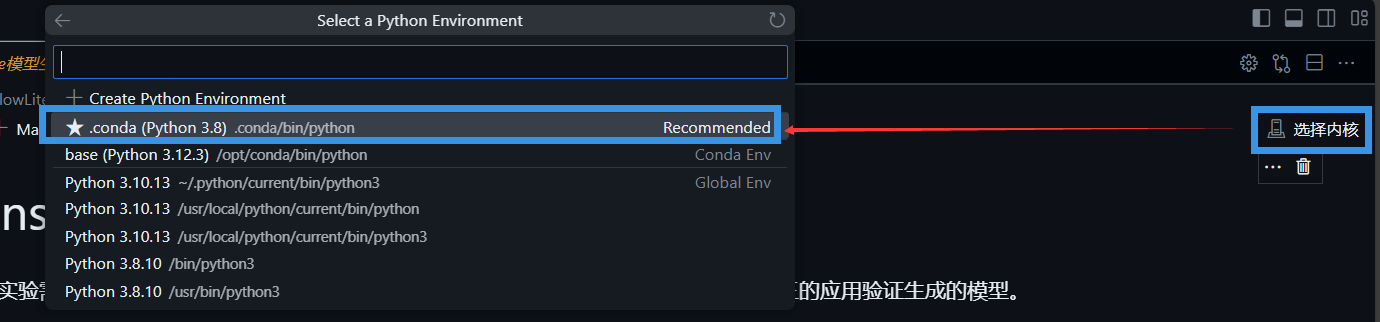 Select a Python Environment
e模型生
lowLite
Create Python Environment
Ma
★ .conda (Python 3.8) .conda/bin/python Recommended
选择内核
base (Python 3.12.3) /opt/conda/bin/python Conda Env
Python 3.10.13 ~/.python/current/bin/python3 Global Env
Python 3.10.13 /usr/local/python/current/bin/python
ns
Python 3.10.13 /usr/local/python/current/bin/python3
Python 3.8.10 /bin/python3
实验需
Python 3.8.10 /usr/bin/python3
的应用验证生成的模型。